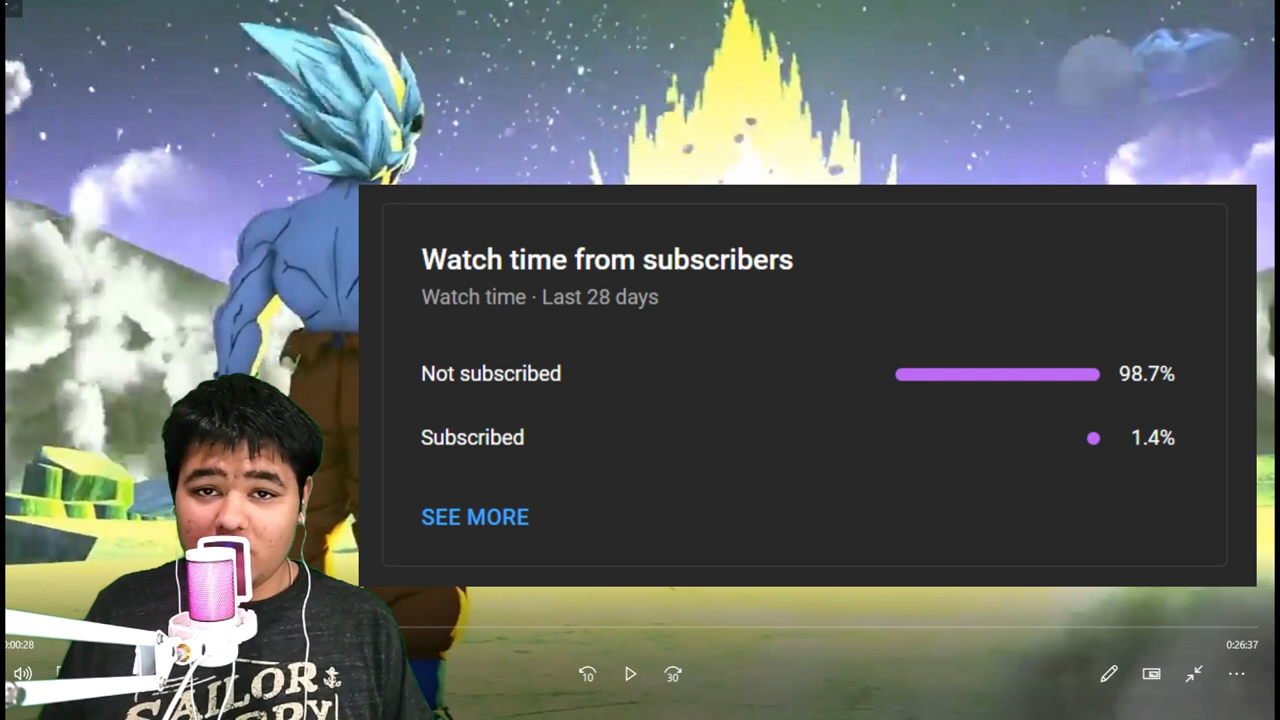 Watch time from subscribers
Watch time · Last 28 days
Not subscribed 98.7%
Subscribed 1.4%
SEE MORE
0:00:28
0:26:37
10
30
SAILOR